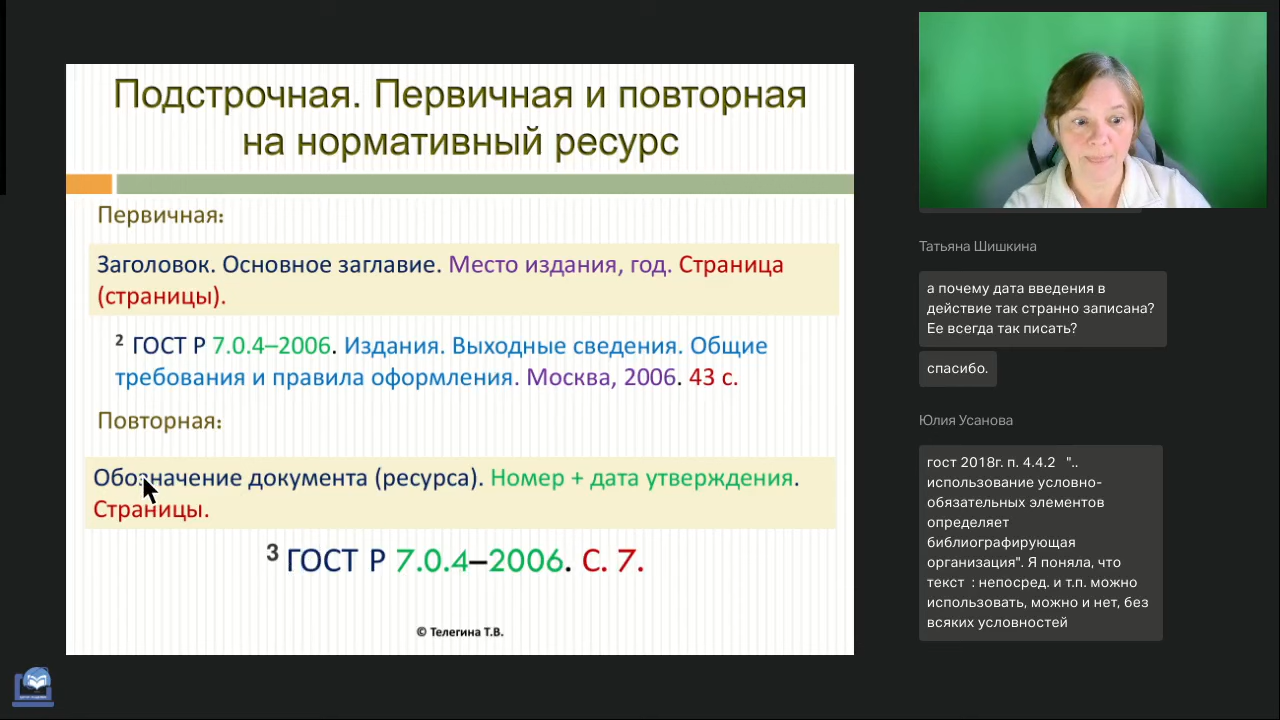 Подстрочная. Первичная и повторная
на нормативный ресурс
Первичная:
Заголовок. Основное заглавие. Место издания, год. Страница
(страницы).
2 ГОСТ Р 7.0.4–2006. Издания. Выходные сведения. Общие
требования и правила оформления. Москва, 2006. 43 с.
Повторная:
Обозначение документа (ресурса). Номер + дата утверждения.
Страницы.
3 ГОСТ Р 7.0.4–2006. С. 7.
© Телегина Т.В.
Татьяна Шишкина
а почему дата введения в
действие так странно записана?
Ее всегда так писать?
спасибо.
Юлия Усанова
гост 2018г. п. 4.4.2 "..
использование условно-
обязательных элементов
определяет
библиографирующая
организация". Я поняла, что
текст : непосред. и т.п. можно
использовать, можно и нет, без
всяких условностей